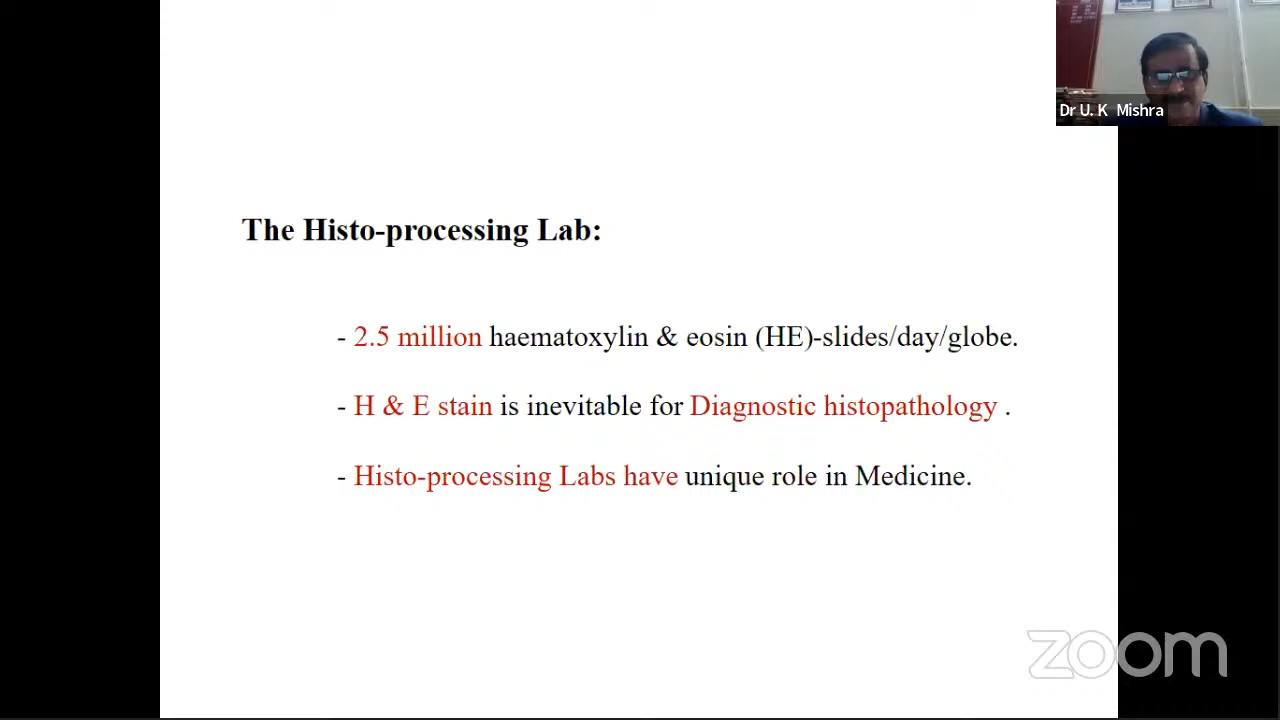 Dr U. K Mishra
The Histo-processing Lab:
- 2.5 million haematoxylin & eosin (HE)-slides/day/globe.
- H & E stain is inevitable for Diagnostic histopathology .
- Histo-processing Labs have unique role in Medicine.
zoom